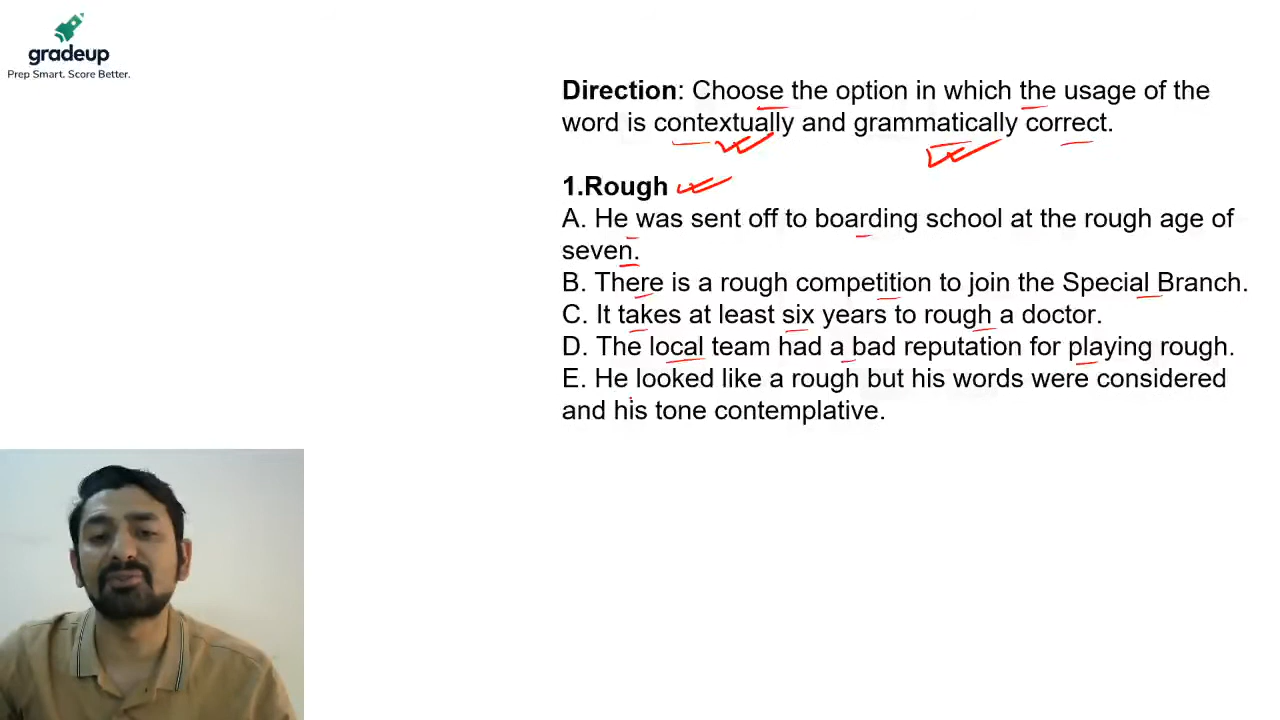 gradeup
Prep Smart. Score Better.
Direction: Choose the option in which the usage of the
word is contextually and grammatically correct.
1.Rough
A. He was sent off to boarding school at the rough age of
seven.
B. There is a rough competition to join the Special Branch.
C. It takes at least six years to rough a doctor.
D. The local team had a bad reputation for playing rough.
E. He looked like a rough but his words were considered
and his tone contemplative.